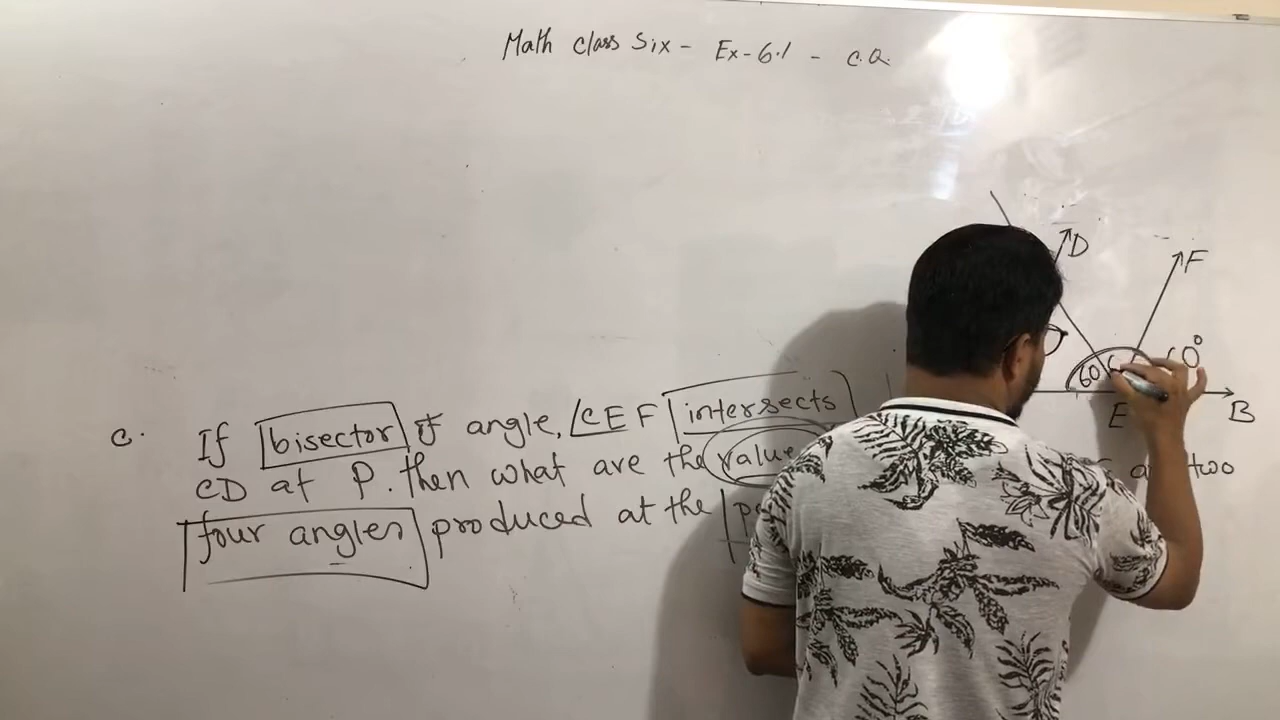 Math class Six - Ex-6.1 - C.Q.
D
F
60
60°
E
B
two
c. If bisector if angle, ∠CEF intersects
CD at P. then what are the value
four angles produced at the